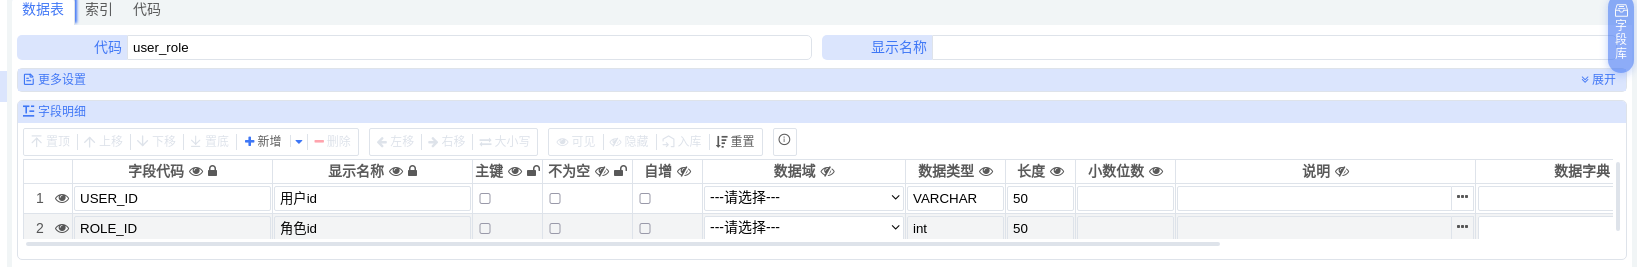 数据表 索引 代码
字段库
代码 user_role 显示名称
更多设置 展开
字段明细
置顶 上移 下移 置底 新增 删除 左移 右移 大小写 可见 隐藏 入库 重置
字段代码 显示名称 主键 不为空 自增 数据域 数据类型 长度 小数位数 说明 数据字典
1 USER_ID 用户id ---请选择--- VARCHAR 50
2 ROLE_ID 角色id ---请选择--- int 50